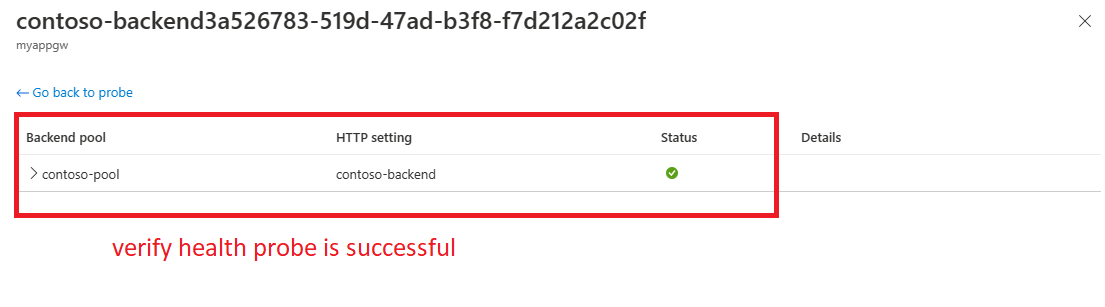 contoso-backend3a526783-519d-47ad-b3f8-f7d212a2c02f
myappgw
Go back to probe
Backend pool HTTP setting Status Details
contoso-pool contoso-backend
verify health probe is successful